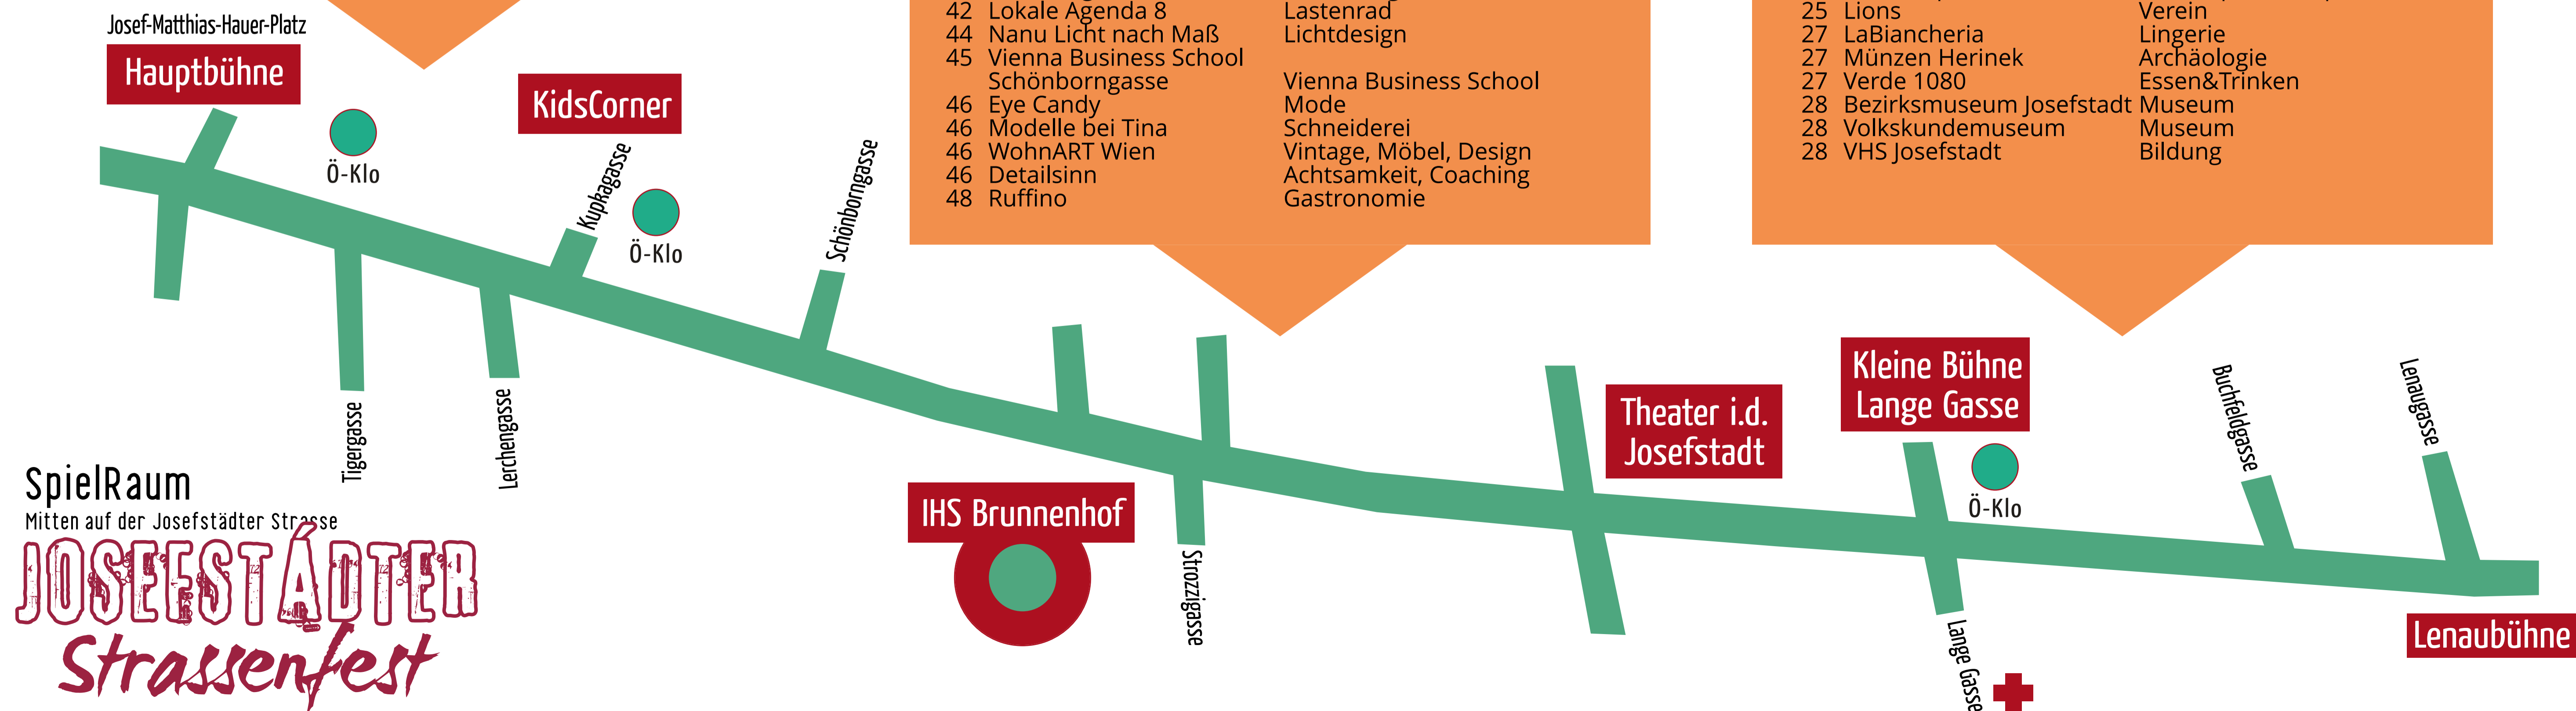 Josef-Matthias-Hauer-Platz
Hauptbühne
Ö-Klo
KidsCorner
Kupkagasse
Ö-Klo
Schönborngasse
42 Lokale Agenda 8 Lastenrad
44 Nanu Licht nach Maß Lichtdesign
45 Vienna Business School
Schönborngasse Vienna Business School
46 Eye Candy Mode
46 Modelle bei Tina Schneiderei
46 WohnART Wien Vintage, Möbel, Design
46 Detailsinn Achtsamkeit, Coaching
48 Ruffino Gastronomie
25 Lions Verein
27 LaBiancheria Lingerie
27 Münzen Herinek Archäologie
27 Verde 1080 Essen&Trinken
28 Bezirksmuseum Josefstadt Museum
28 Volkskundemuseum Museum
28 VHS Josefstadt Bildung
Tigergasse
Lerchengasse
IHS Brunnenhof
Strozzigasse
Theater i.d.
Josefstadt
Kleine Bühne
Lange Gasse
Ö-Klo
Lange Gasse
Buchfeldgasse
Lenaugasse
Lenaubühne
SpielRaum
Mitten auf der Josefstädter Strasse
JOSEFSTÁDTER
Strassenfest